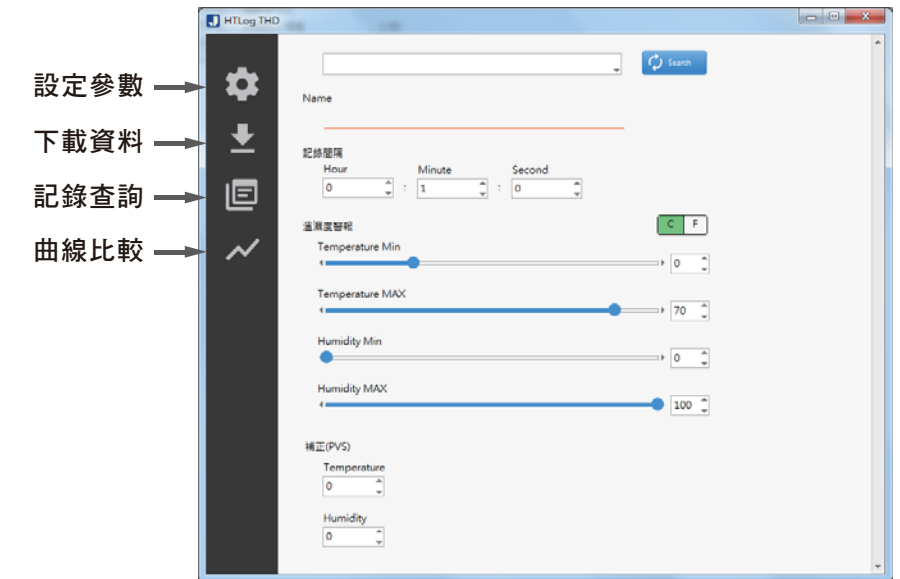 HTLog THD
設定參數
下載資料
記錄查詢
曲線比較
Search
Name
記錄間隔
Hour Minute Second
0 : 1 : 0
溫濕度警報
C F
Temperature Min
0
Temperature MAX
70
Humidity Min
0
Humidity MAX
100
補正(PVS)
Temperature
0
Humidity
0